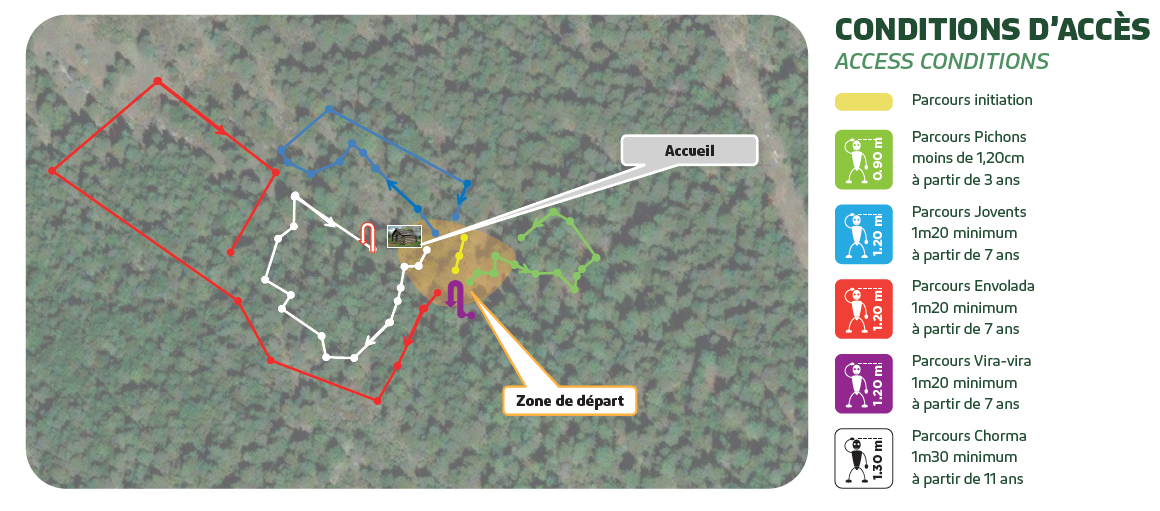 CONDITIONS D'ACCÈS
ACCESS CONDITIONS
Parcours initiation
0.90 m
Parcours Pichons
moins de 1,20cm
à partir de 3 ans
1.20 m
Parcours Jovents
1m20 minimum
à partir de 7 ans
1.20 m
Parcours Envolada
1m20 minimum
à partir de 7 ans
1.20 m
Parcours Vira-vira
1m20 minimum
à partir de 7 ans
1.30 m
Parcours Chorma
1m30 minimum
à partir de 11 ans
Accueil
Zone de départ